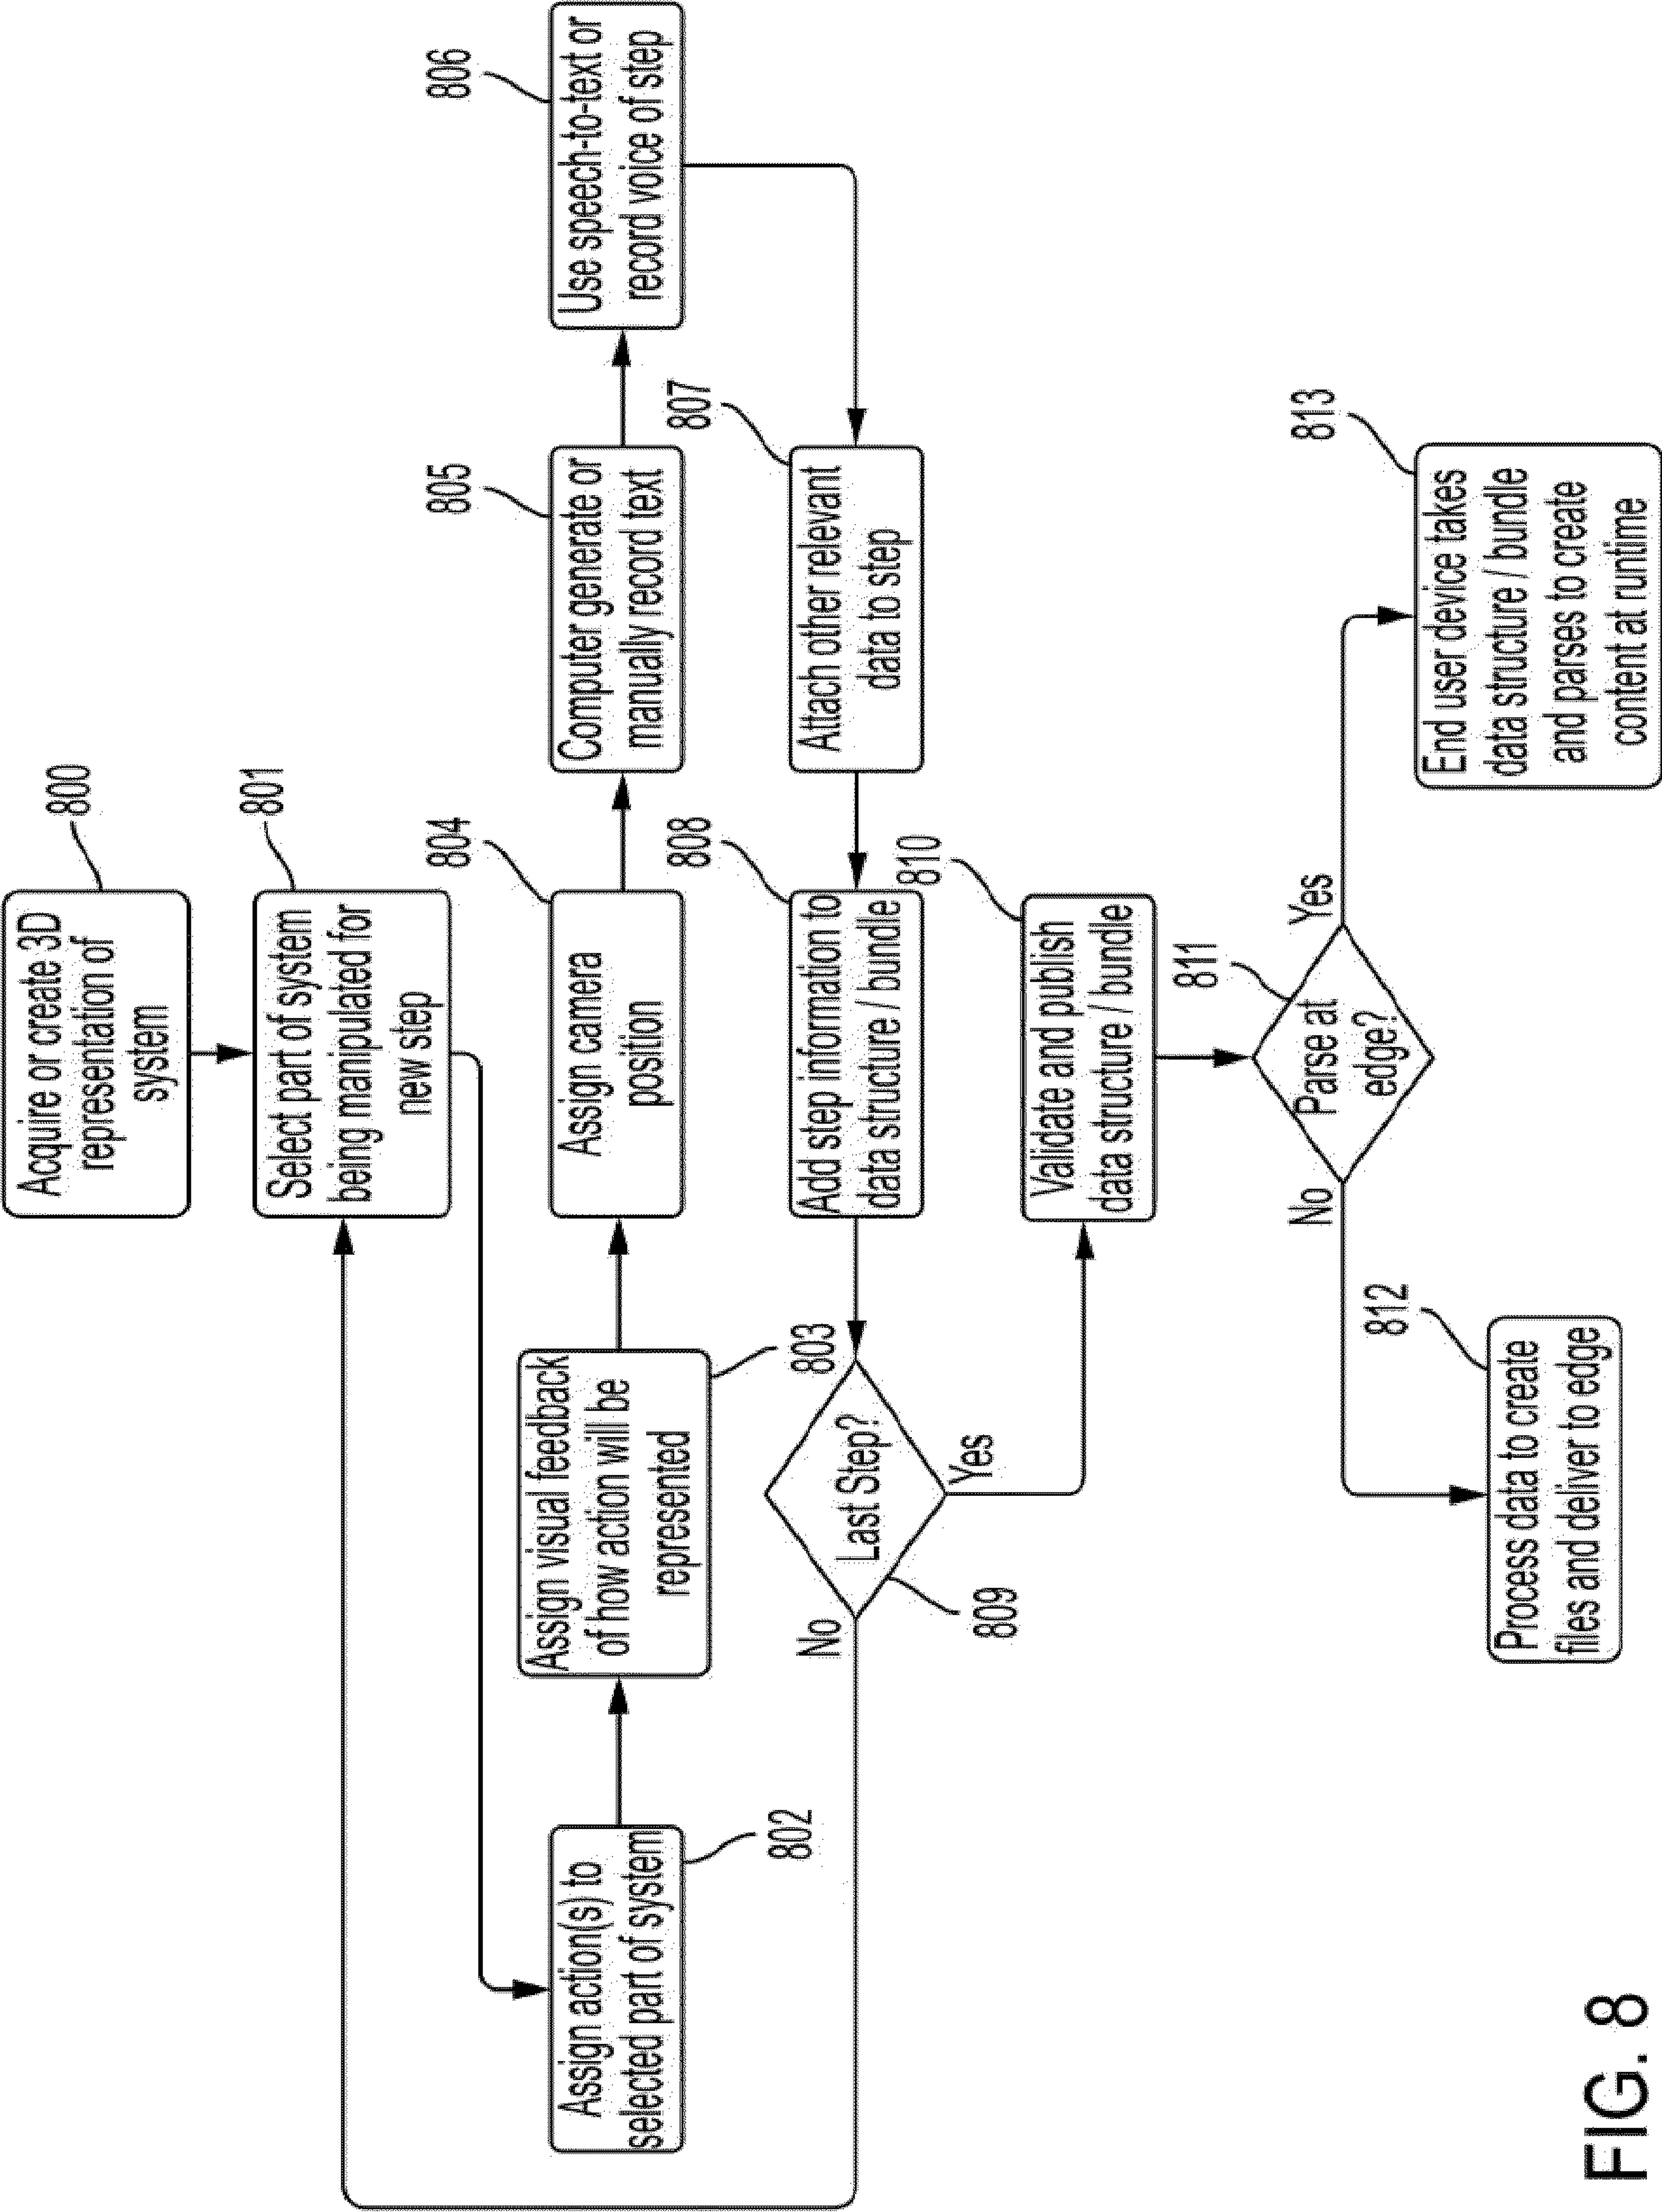 800
Acquire or create 3D
representation of
system
801
Select part of system
being manipulated for
new step
802
Assign action(s) to
selected part of system
803
Assign visual feedback
of how action will be
represented
804
Assign camera
position
805
Computer generate or
manually record text
806
Use speech-to-text or
record voice of step
807
Attach other relevant
data to step
808
Add step information to
data structure / bundle
809
Last Step?
No
Yes
810
Validate and publish
data structure / bundle
811
Parse at
edge?
No
Yes
812
Process data to create
files and deliver to edge
813
End user device takes
data structure / bundle
and parses to create
content at runtime
FIG. 8